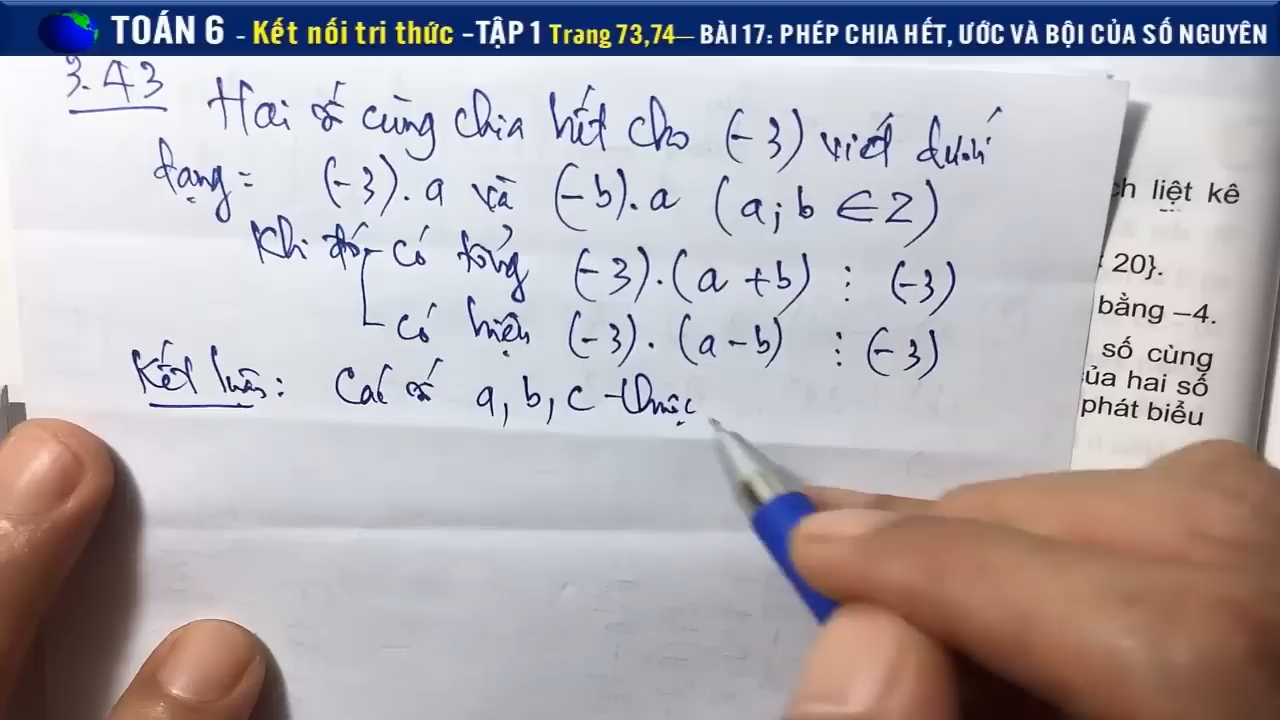 TOÁN 6 - Kết nối tri thức -TẬP 1 Trang 73,74— BÀI 17: PHÉP CHIA HẾT, ƯỚC VÀ BỘI CỦA SỐ NGUYÊN
3.43
Hai số cùng chia hết cho (-3) viết dưới
dạng: (-3).a và (-b).a (a;b ∈ Z)
Khi đó - có tổng (-3).(a+b) ⋮ (-3)
- có hiệu (-3).(a-b) ⋮ (-3)
Kết luận: Các số a, b, c thuộc
ch liệt kê
20}.
bằng –4.
số cùng
ủa hai số
phát biểu